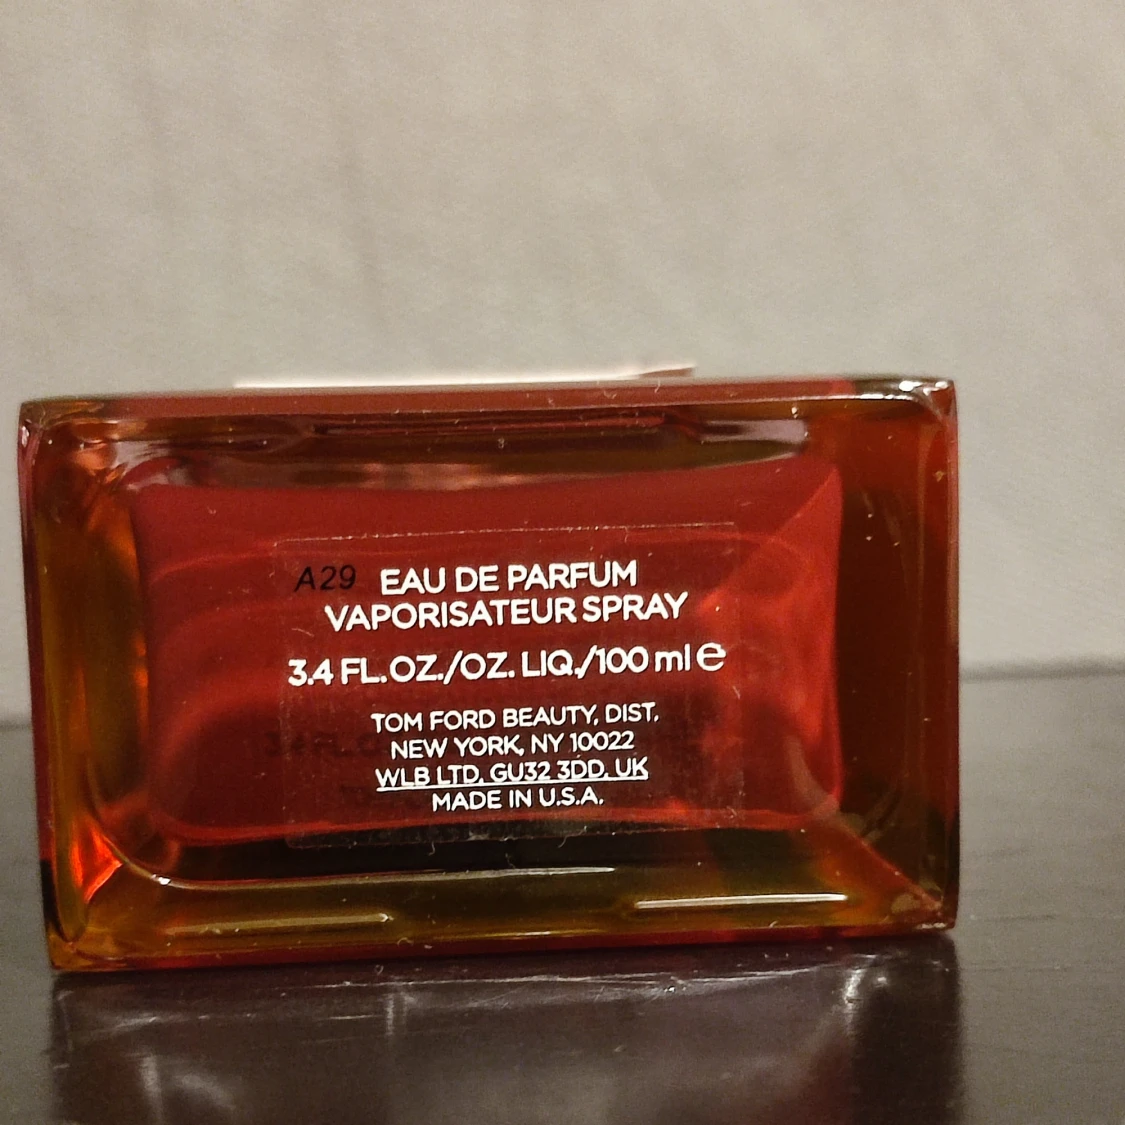 A29 EAU DE PARFUM
VAPORISATEUR SPRAY
3.4 FL.OZ./OZ. LIQ./100 ml ℮
TOM FORD BEAUTY, DIST.
NEW YORK, NY 10022
WLB LTD. GU32 3DD. UK
MADE IN U.S.A.